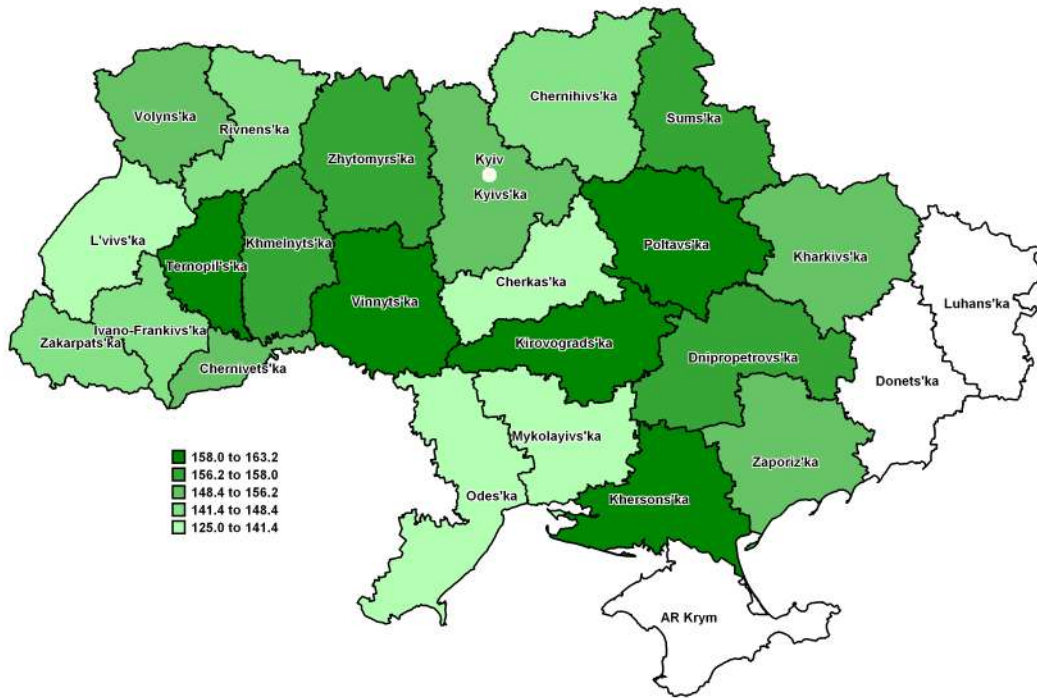 Chernihivs'ka
Volyns'ka
Sums'ka
Rivnens'ka
Zhytomyrs'ka
Kyiv
Kyivs'ka
L'vivs'ka
Khmelnyts'ka
Poltavs'ka
Kharkivs'ka
Ternopil's'ka
Cherkas'ka
Vinnyts'ka
Luhans'ka
Ivano-Frankivs'ka
Zakarpats'ka
Kirovograds'ka
Dnipropetrovs'ka
Chernivets'ka
Donets'ka
Mykolayivs'ka
Zaporiz'ka
Odes'ka
Khersons'ka
AR Krym
158.0 to 163.2
156.2 to 158.0
148.4 to 156.2
141.4 to 148.4
125.0 to 141.4